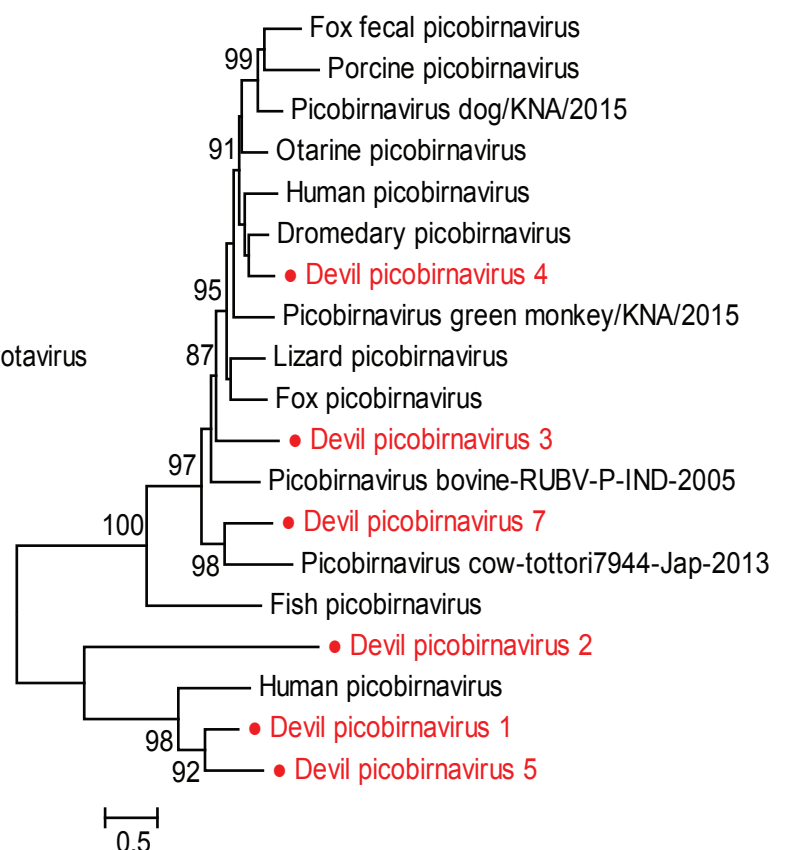 Fox fecal picobirnavirus
99
Porcine picobirnavirus
Picobirnavirus dog/KNA/2015
91
Otarine picobirnavirus
Human picobirnavirus
Dromedary picobirnavirus
Devil picobirnavirus 4
95
Picobirnavirus green monkey/KNA/2015
otavirus
87
Lizard picobirnavirus
Fox picobirnavirus
Devil picobirnavirus 3
97
Picobirnavirus bovine-RUBV-P-IND-2005
100
Devil picobirnavirus 7
98
Picobirnavirus cow-tottori7944-Jap-2013
Fish picobirnavirus
Devil picobirnavirus 2
Human picobirnavirus
Devil picobirnavirus 1
98
92
Devil picobirnavirus 5
0.5